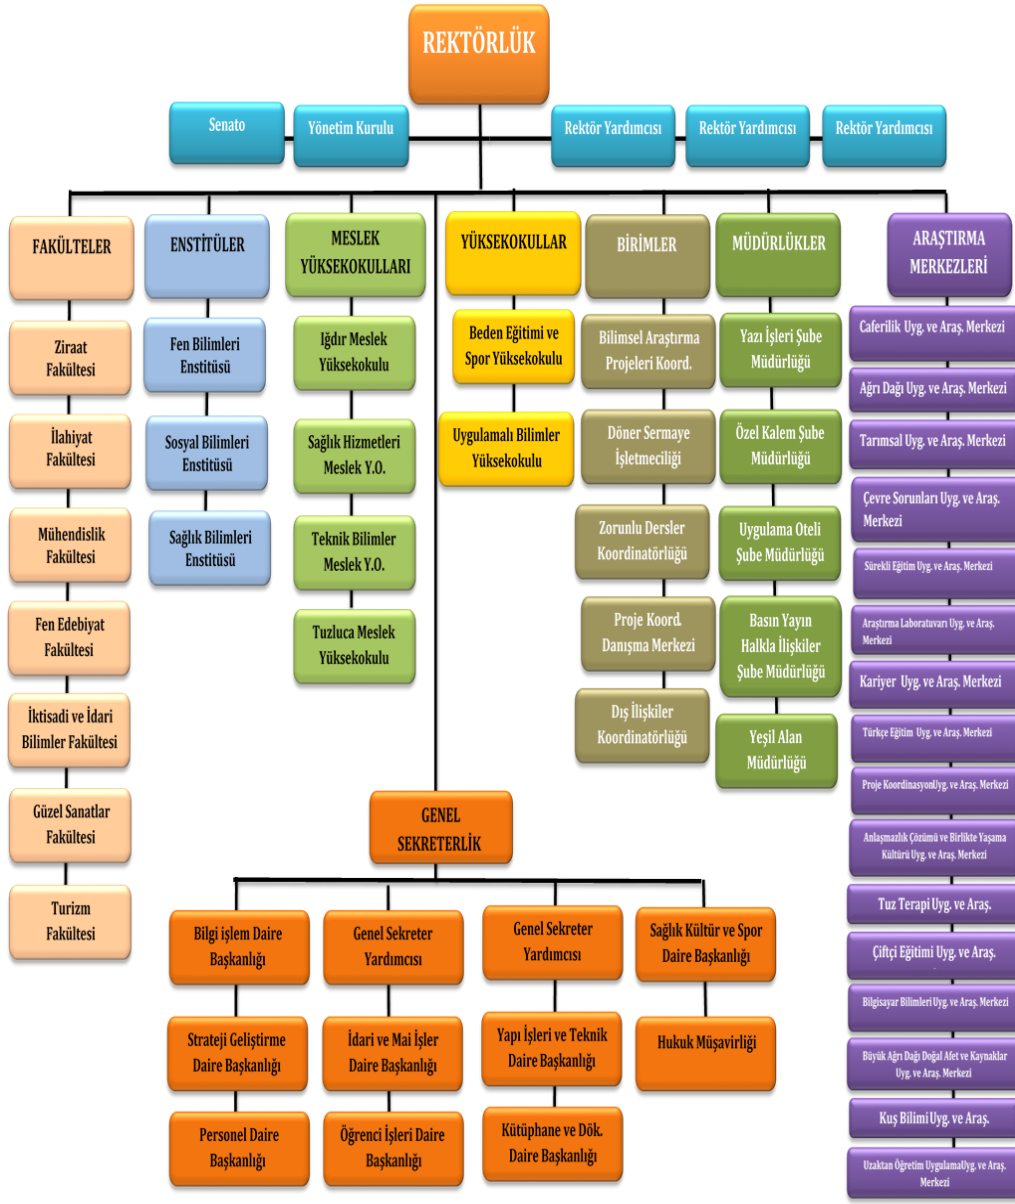 REKTÖRLÜK
Senato
Yönetim Kurulu
Rektör Yardımcısı
Rektör Yardımcısı
Rektör Yardımcısı
FAKÜLTELER
Ziraat
Fakültesi
İlahiyat
Fakültesi
Mühendislik
Fakültesi
Fen Edebiyat
Fakültesi
İktisadi ve İdari
Bilimler Fakültesi
Güzel Sanatlar
Fakültesi
Turizm
Fakültesi
ENSTİTÜLER
Fen Bilimleri
Enstitüsü
Sosyal Bilimleri
Enstitüsü
Sağlık Bilimleri
Enstitüsü
MESLEK
YÜKSEKOKULLARI
Iğdır Meslek
Yüksekokulu
Sağlık Hizmetleri
Meslek Y.O.
Teknik Bilimler
Meslek Y.O.
Tuzluca Meslek
Yüksekokulu
YÜKSEKOKULLAR
Beden Eğitimi ve
Spor Yüksekokulu
Uygulamalı Bilimler
Yüksekokulu
BİRİMLER
Bilimsel Araştırma
Projeleri Koord.
Döner Sermaye
İşletmeciliği
Zorunlu Dersler
Koordinatörlüğü
Proje Koord.
Danışma Merkezi
Dış İlişkiler
Koordinatörlüğü
MÜDÜRLÜKLER
Yazı İşleri Şube
Müdürlüğü
Özel Kalem Şube
Müdürlüğü
Uygulama Oteli
Şube Müdürlüğü
Basın Yayın
Halkla İlişkiler
Şube Müdürlüğü
Yeşil Alan
Müdürlüğü
ARAŞTIRMA
MERKEZLERİ
Caferilik Uyg. ve Araş. Merkezi
Ağrı Dağı Uyg. ve Araş. Merkezi
Tarımsal Uyg. ve Araş. Merkezi
Çevre Sorunları Uyg. ve Araş.
Merkezi
Sürekli Eğitim Uyg. ve Araş. Merkezi
Araştırma Laboratuvarı Uyg. ve Araş.
Merkezi
Kariyer Uyg. ve Araş. Merkezi
Türkçe Eğitim Uyg. ve Araş. Merkezi
Proje KoordinasyonUyg. ve Araş. Merkezi
Anlaşmazlık Çözümü ve Birlikte Yaşama
Kültürü Uyg. ve Araş. Merkezi
Tuz Terapi Uyg. ve Araş.
Çiftçi Eğitimi Uyg. ve Araş.
Bilgisayar Bilimleri Uyg. ve Araş. Merkezi
Büyük Ağrı Dağı Doğal Afet ve Kaynaklar
Uyg. ve Araş. Merkezi
Kuş Bilimi Uyg. ve Araş.
Uzaktan Öğretim UygulamaUyg. ve Araş.
Merkezi
GENEL
SEKRETERLİK
Bilgi işlem Daire
Başkanlığı
Strateji Geliştirme
Daire Başkanlığı
Personel Daire
Başkanlığı
Genel Sekreter
Yardımcısı
İdari ve Mai İşler
Daire Başkanlığı
Öğrenci İşleri Daire
Başkanlığı
Genel Sekreter
Yardımcısı
Yapı İşleri ve Teknik
Daire Başkanlığı
Kütüphane ve Dök.
Daire Başkanlığı
Sağlık Kültür ve Spor
Daire Başkanlığı
Hukuk Müşavirliği